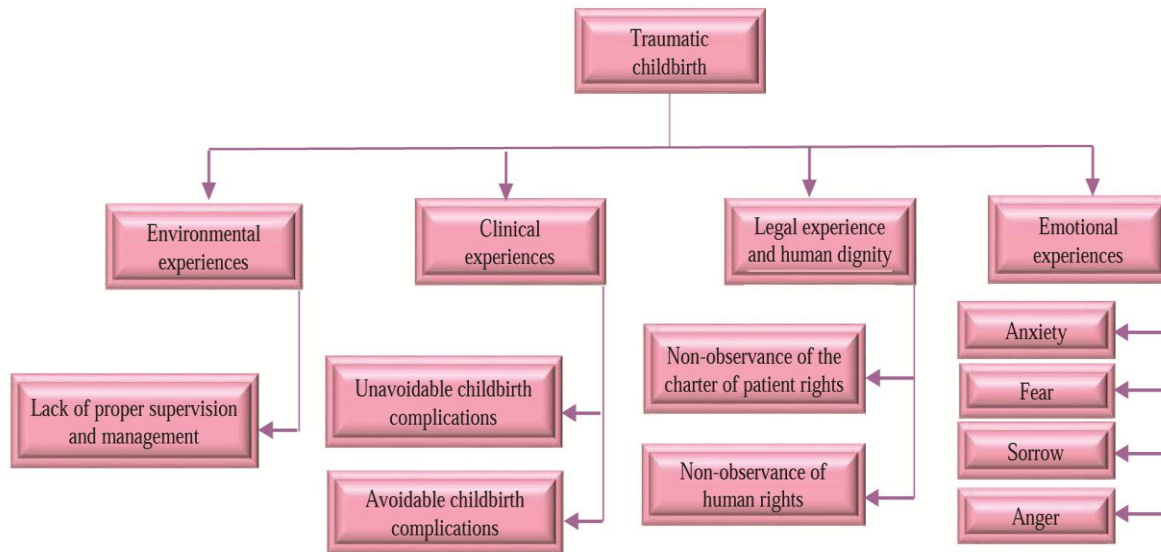 Traumatic
childbirth
Environmental
experiences
Clinical
experiences
Legal experience
and human dignity
Emotional
experiences
Lack of proper supervision
and management
Unavoidable childbirth
complications
Avoidable childbirth
complications
Non-observance of the
charter of patient rights
Non-observance of
human rights
Anxiety
Fear
Sorrow
Anger